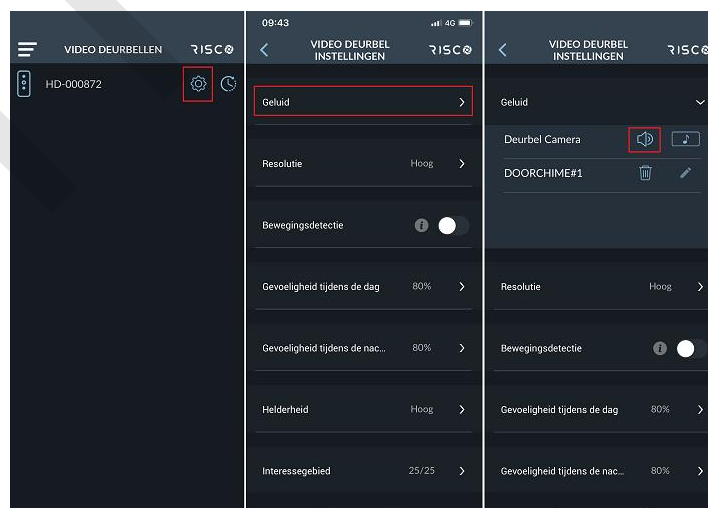 VIDEO DEURBELLEN
RISCO
HD-000872
09:43
4G
VIDEO DEURBEL
INSTELLINGEN
RISCO
Geluid
Resolutie Hoog
Bewegingsdetectie
Gevoeligheid tijdens de dag 80%
Gevoeligheid tijdens de nac... 80%
Helderheid Hoog
Interessegebied 25/25
VIDEO DEURBEL
INSTELLINGEN
RISCO
Geluid
Deurbel Camera
DOORCHIME#1
Resolutie Hoog
Bewegingsdetectie
Gevoeligheid tijdens de dag 80%
Gevoeligheid tijdens de nac... 80%